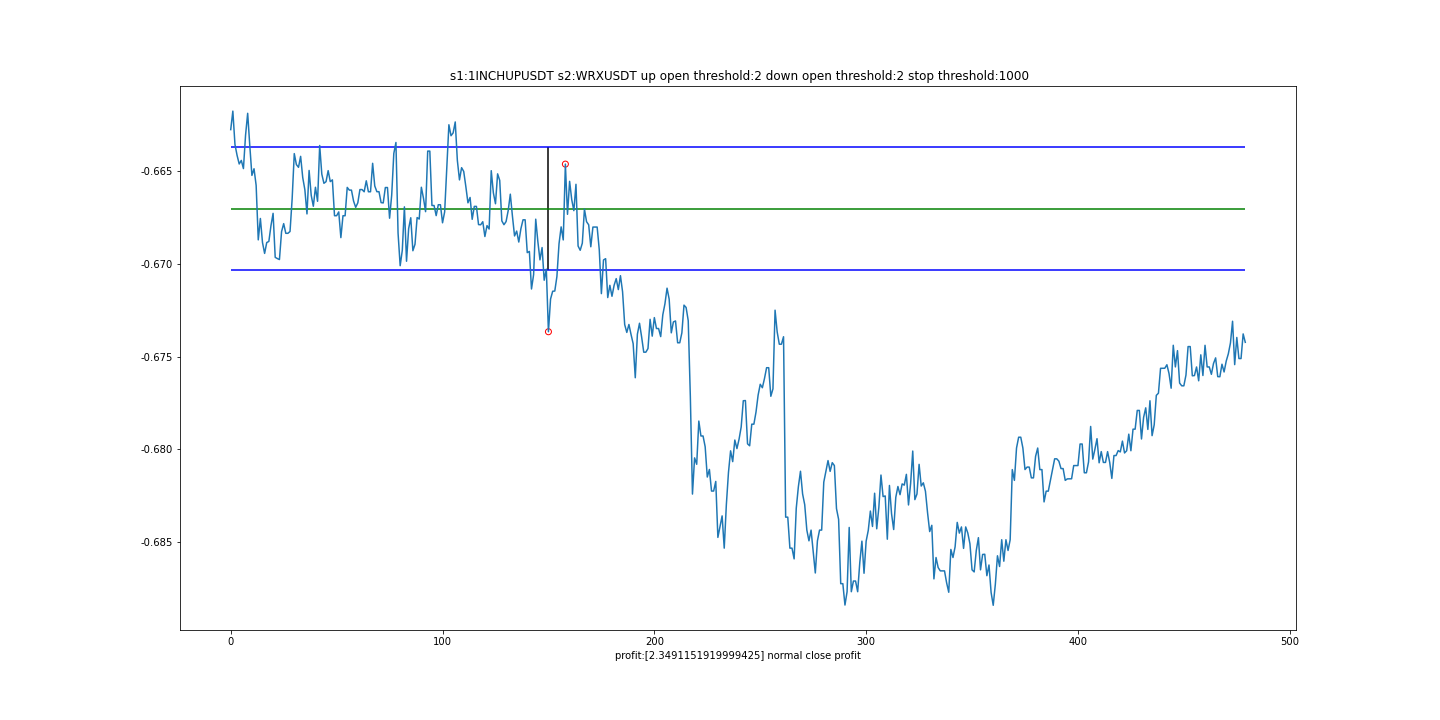 s1:1INCHUPUSDT s2:WRXUSDT up open threshold:2 down open threshold:2 stop threshold:1000
-0.665
-0.670
-0.675
-0.680
-0.685
0 100 200 300 400 500
profit:[2.3491151919999425] normal close profit